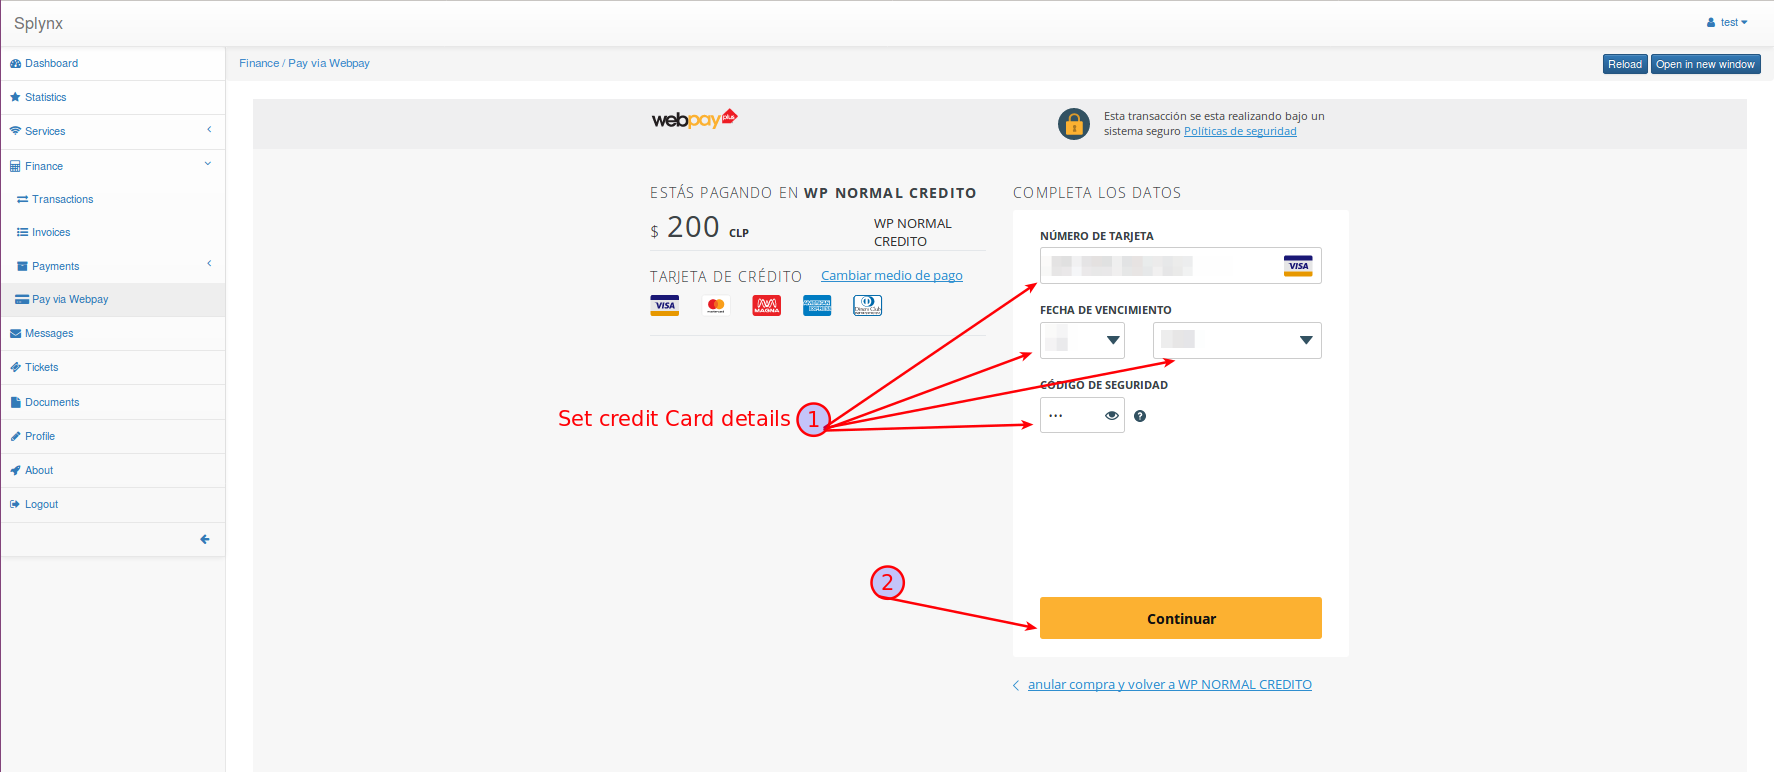 Splynx
test
Dashboard
Statistics
Services
Finance
Transactions
Invoices
Payments
Pay via Webpay
Messages
Tickets
Documents
Profile
About
Logout
Finance / Pay via Webpay
Reload
Open in new window
webpay plus
Esta transacción se esta realizando bajo un
sistema seguro Políticas de seguridad
ESTÁS PAGANDO EN WP NORMAL CREDITO
$ 200 CLP
WP NORMAL
CREDITO
TARJETA DE CRÉDITO Cambiar medio de pago
VISA
mastercard
MAGNA
AMERICAN EXPRESS
Diners Club
COMPLETA LOS DATOS
NÚMERO DE TARJETA
VISA
FECHA DE VENCIMIENTO
CÓDIGO DE SEGURIDAD
•••
?
Set credit Card details 1
2
Continuar
anular compra y volver a WP NORMAL CREDITO